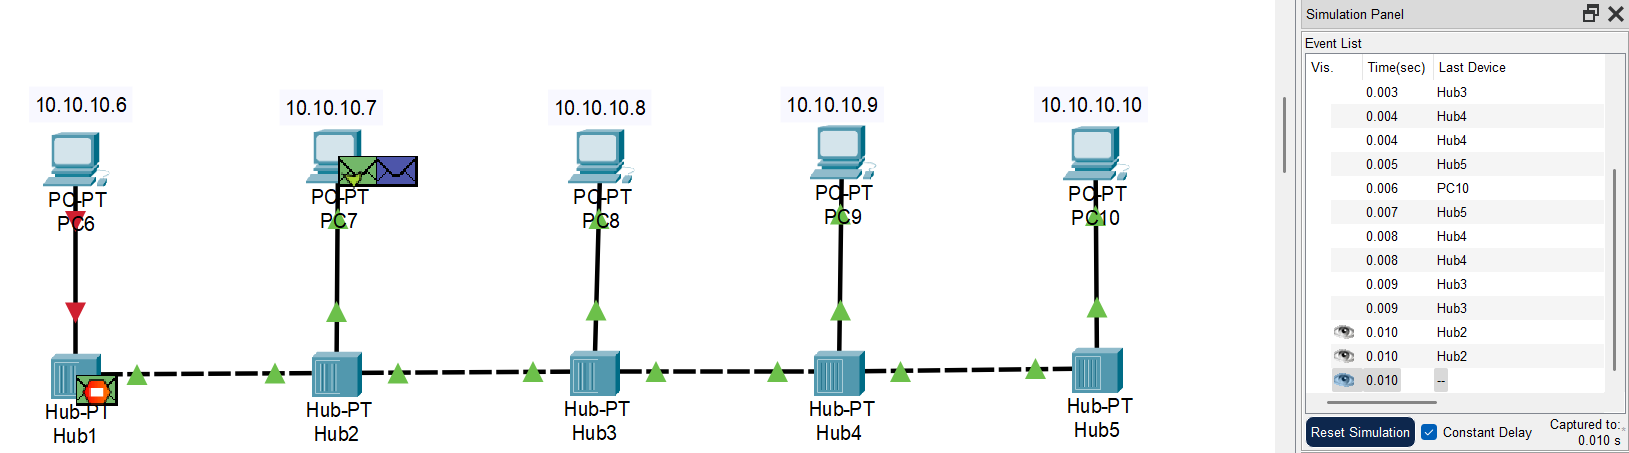 Simulation Panel
Event List
Vis. Time(sec) Last Device
0.003 Hub3
0.004 Hub4
0.004 Hub4
0.005 Hub5
0.006 PC10
0.007 Hub5
0.008 Hub4
0.008 Hub4
0.009 Hub3
0.009 Hub3
0.010 Hub2
0.010 Hub2
0.010 --
Reset Simulation Constant Delay Captured to:
0.010 s
10.10.10.6 10.10.10.7 10.10.10.8 10.10.10.9 10.10.10.10
PC-PT PC-PT PC-PT PC-PT PC-PT
PC6 PC7 PC8 PC9 PC10
Hub-PT Hub-PT Hub-PT Hub-PT Hub-PT
Hub1 Hub2 Hub3 Hub4 Hub5